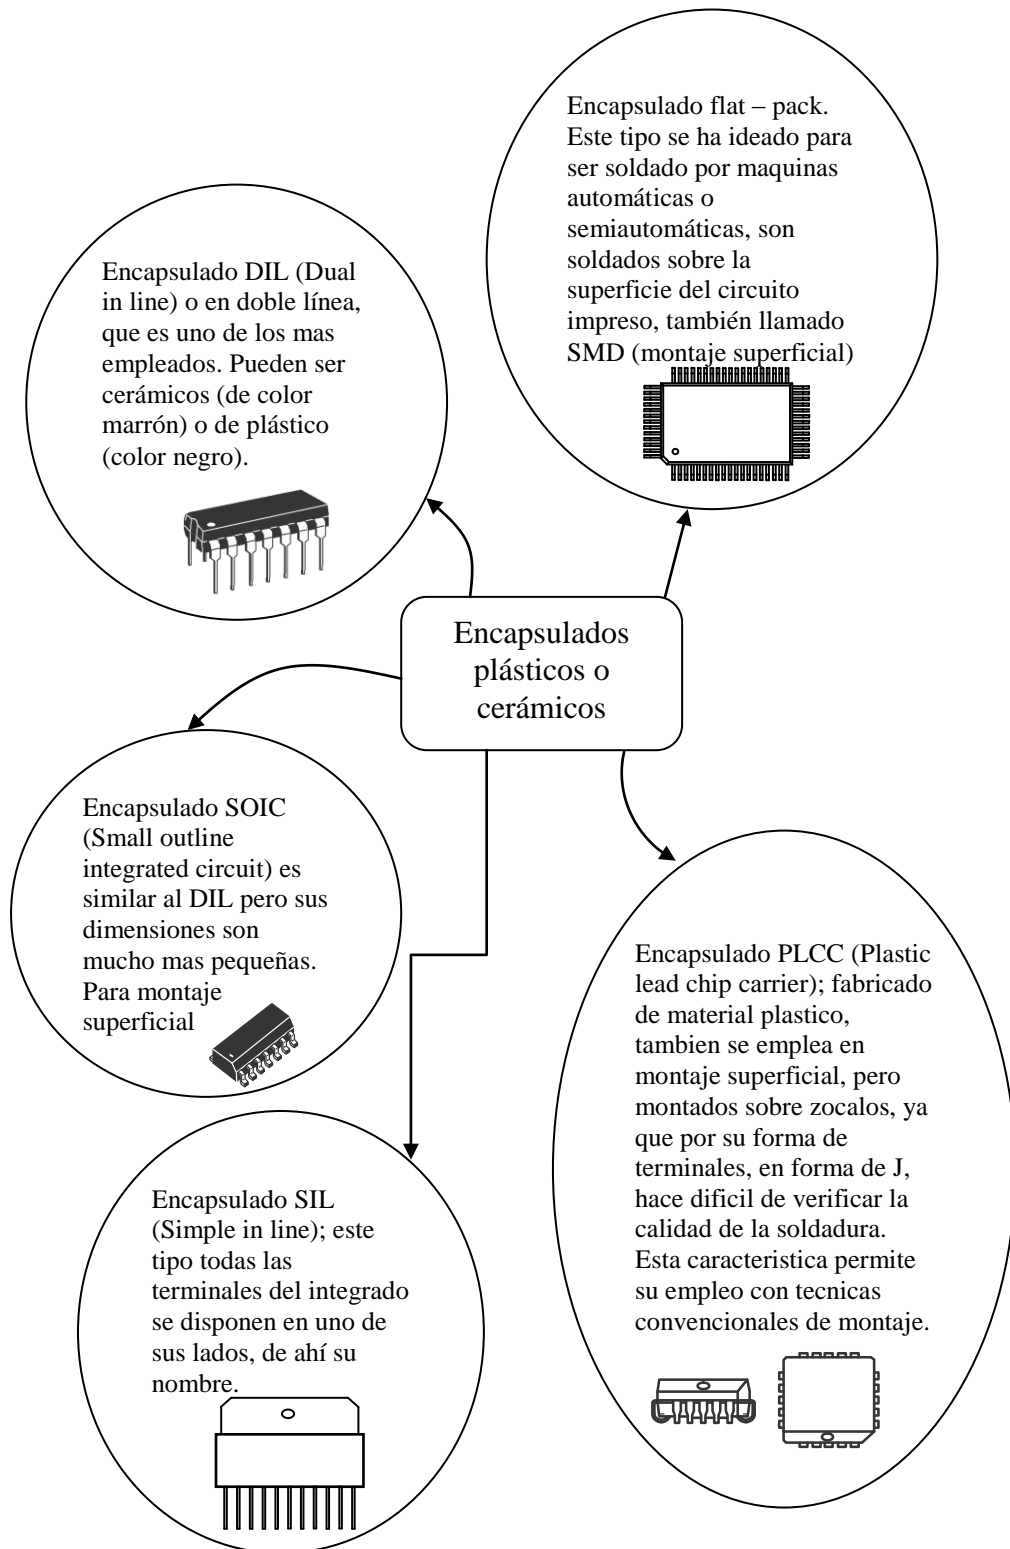 Encapsulado flat – pack.
Este tipo se ha ideado para
ser soldado por maquinas
automáticas o
semiautomáticas, son
soldados sobre la
superficie del circuito
impreso, también llamado
SMD (montaje superficial)
Encapsulado DIL (Dual
in line) o en doble línea,
que es uno de los mas
empleados. Pueden ser
cerámicos (de color
marrón) o de plástico
(color negro).
Encapsulados
plásticos o
cerámicos
Encapsulado SOIC
(Small outline
integrated circuit) es
similar al DIL pero sus
dimensiones son
mucho mas pequeñas.
Para montaje
superficial
Encapsulado PLCC (Plastic
lead chip carrier); fabricado
de material plastico,
tambien se emplea en
montaje superficial, pero
montados sobre zocalos, ya
que por su forma de
terminales, en forma de J,
hace dificil de verificar la
calidad de la soldadura.
Esta caracteristica permite
su empleo con tecnicas
convencionales de montaje.
Encapsulado SIL
(Simple in line); este
tipo todas las
terminales del integrado
se disponen en uno de
sus lados, de ahí su
nombre.